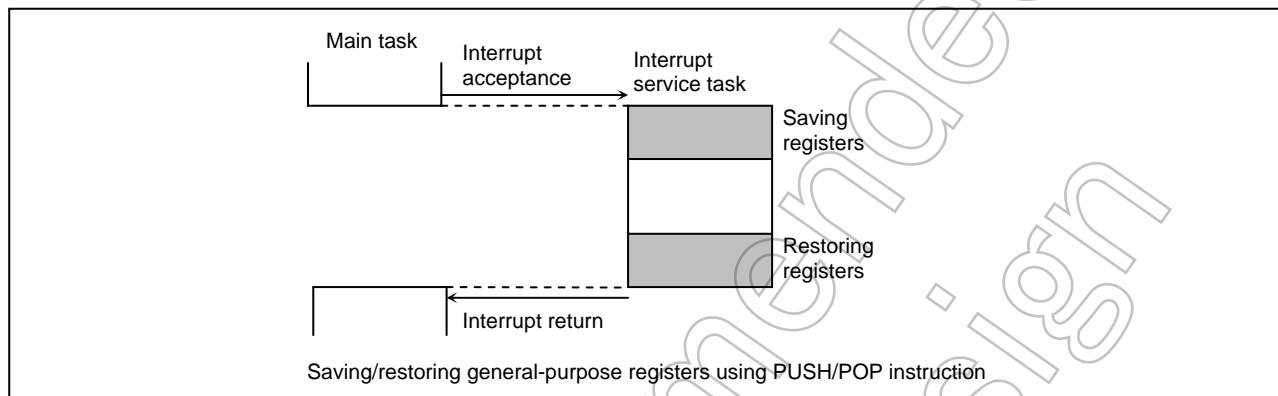 Main task
Interrupt
acceptance
Interrupt
service task
Saving
registers
Restoring
registers
Interrupt return
Saving/restoring general-purpose registers using PUSH/POP instruction